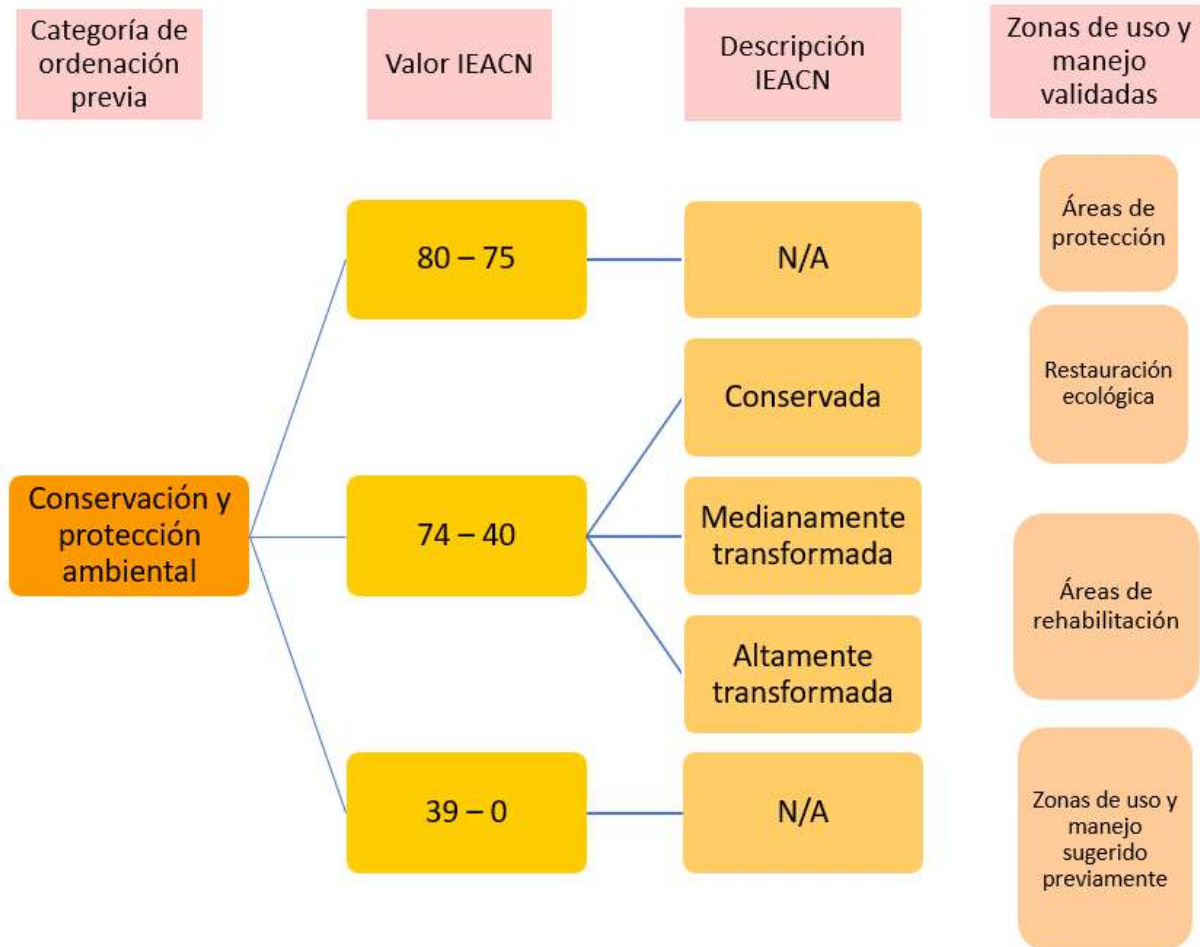 Categoría de
ordenación
previa
Valor IEACN
Descripción
IEACN
Zonas de uso y
manejo
validadas
Conservación y
protección
ambiental
80 – 75
N/A
74 – 40
Conservada
Medianamente
transformada
Altamente
transformada
39 – 0
N/A
Áreas de
protección
Restauración
ecológica
Áreas de
rehabilitación
Zonas de uso y
manejo
sugerido
previamente